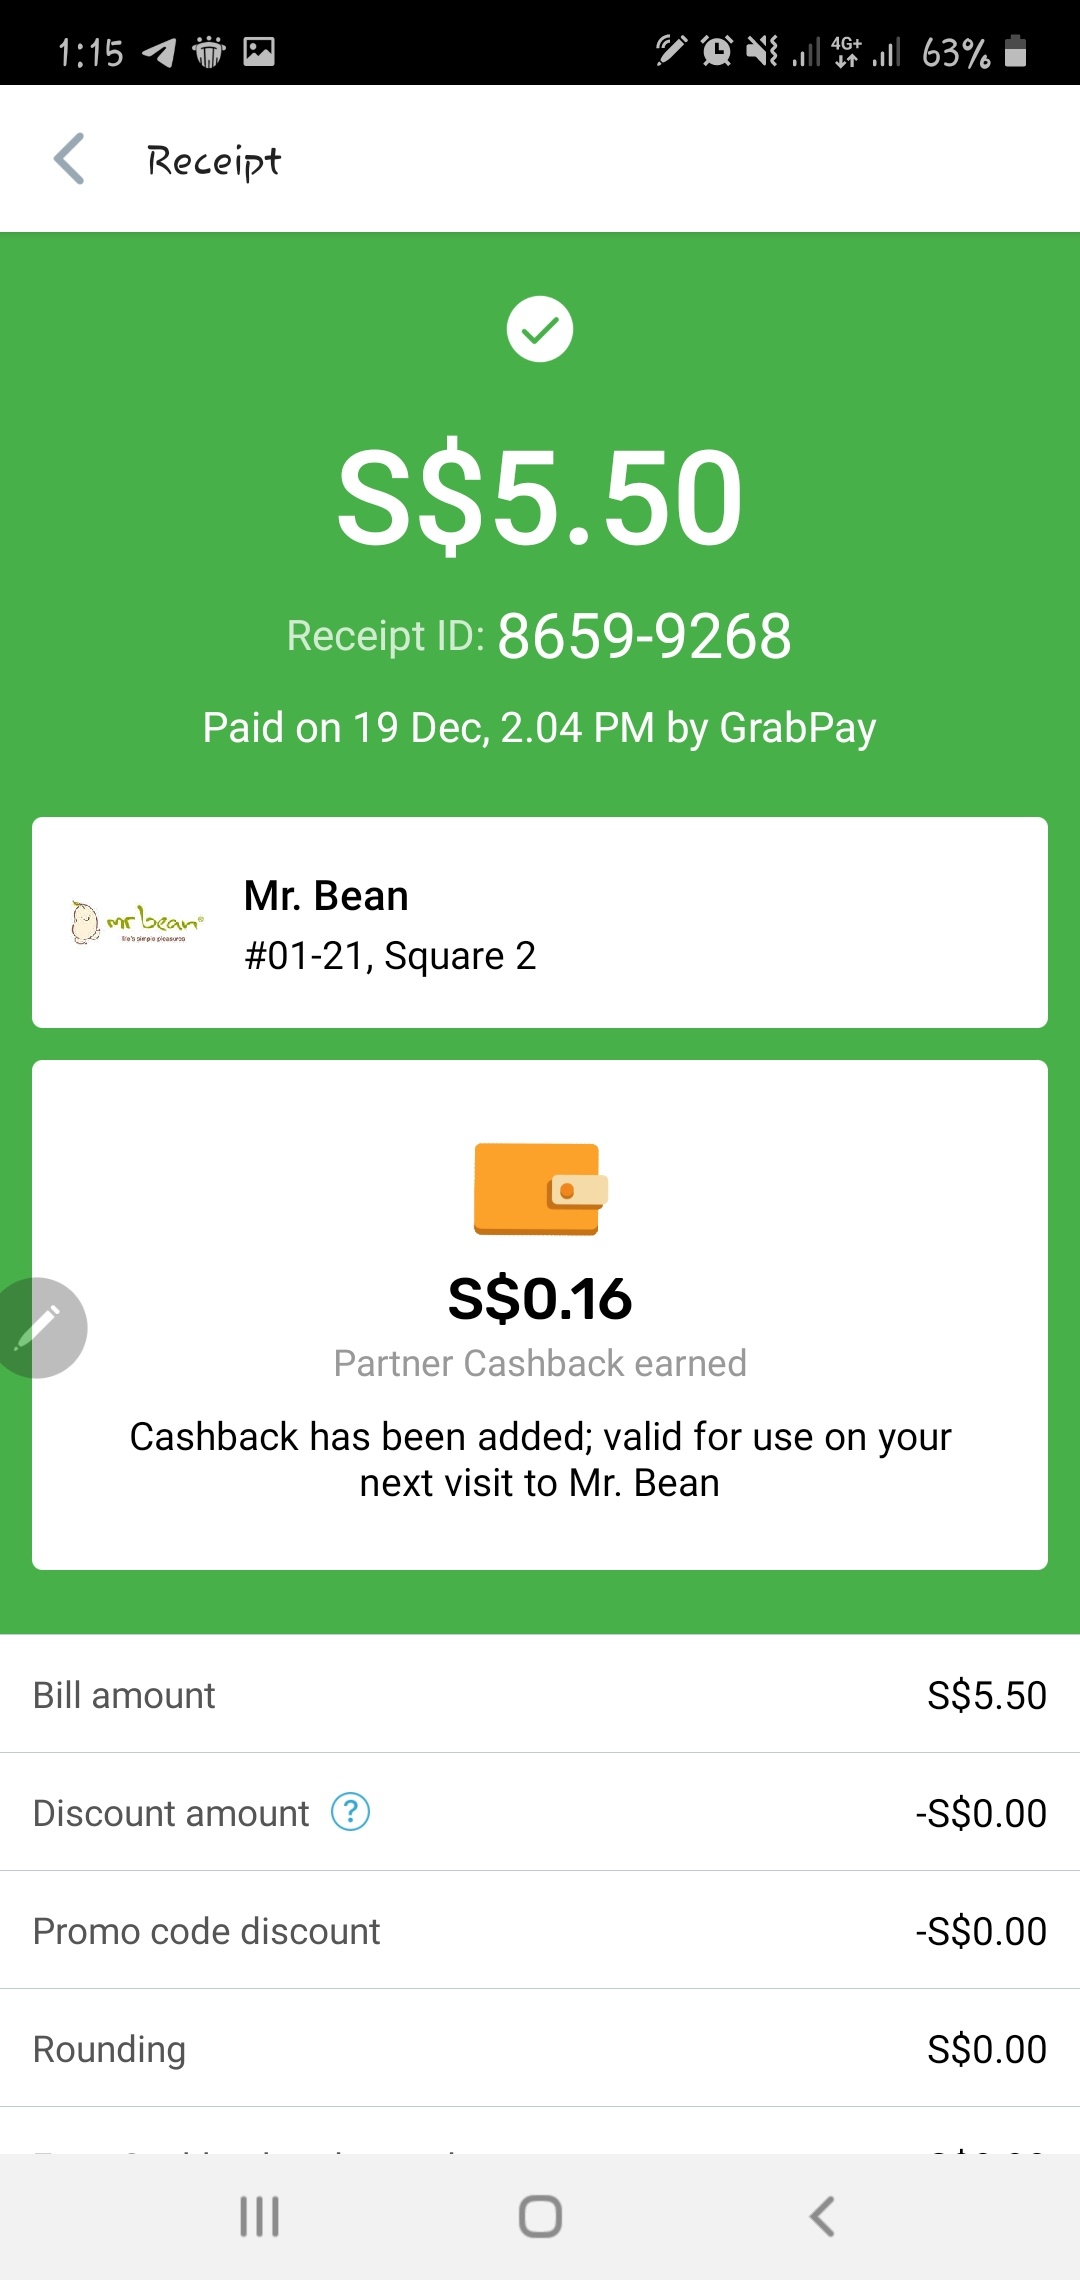 1:15
4G+
63%
Receipt
S$5.50
Receipt ID: 8659-9268
Paid on 19 Dec, 2.04 PM by GrabPay
mr bean®
life's simple pleasures
Mr. Bean
#01-21, Square 2
S$0.16
Partner Cashback earned
Cashback has been added; valid for use on your
next visit to Mr. Bean
Bill amount S$5.50
Discount amount ? -S$0.00
Promo code discount -S$0.00
Rounding S$0.00